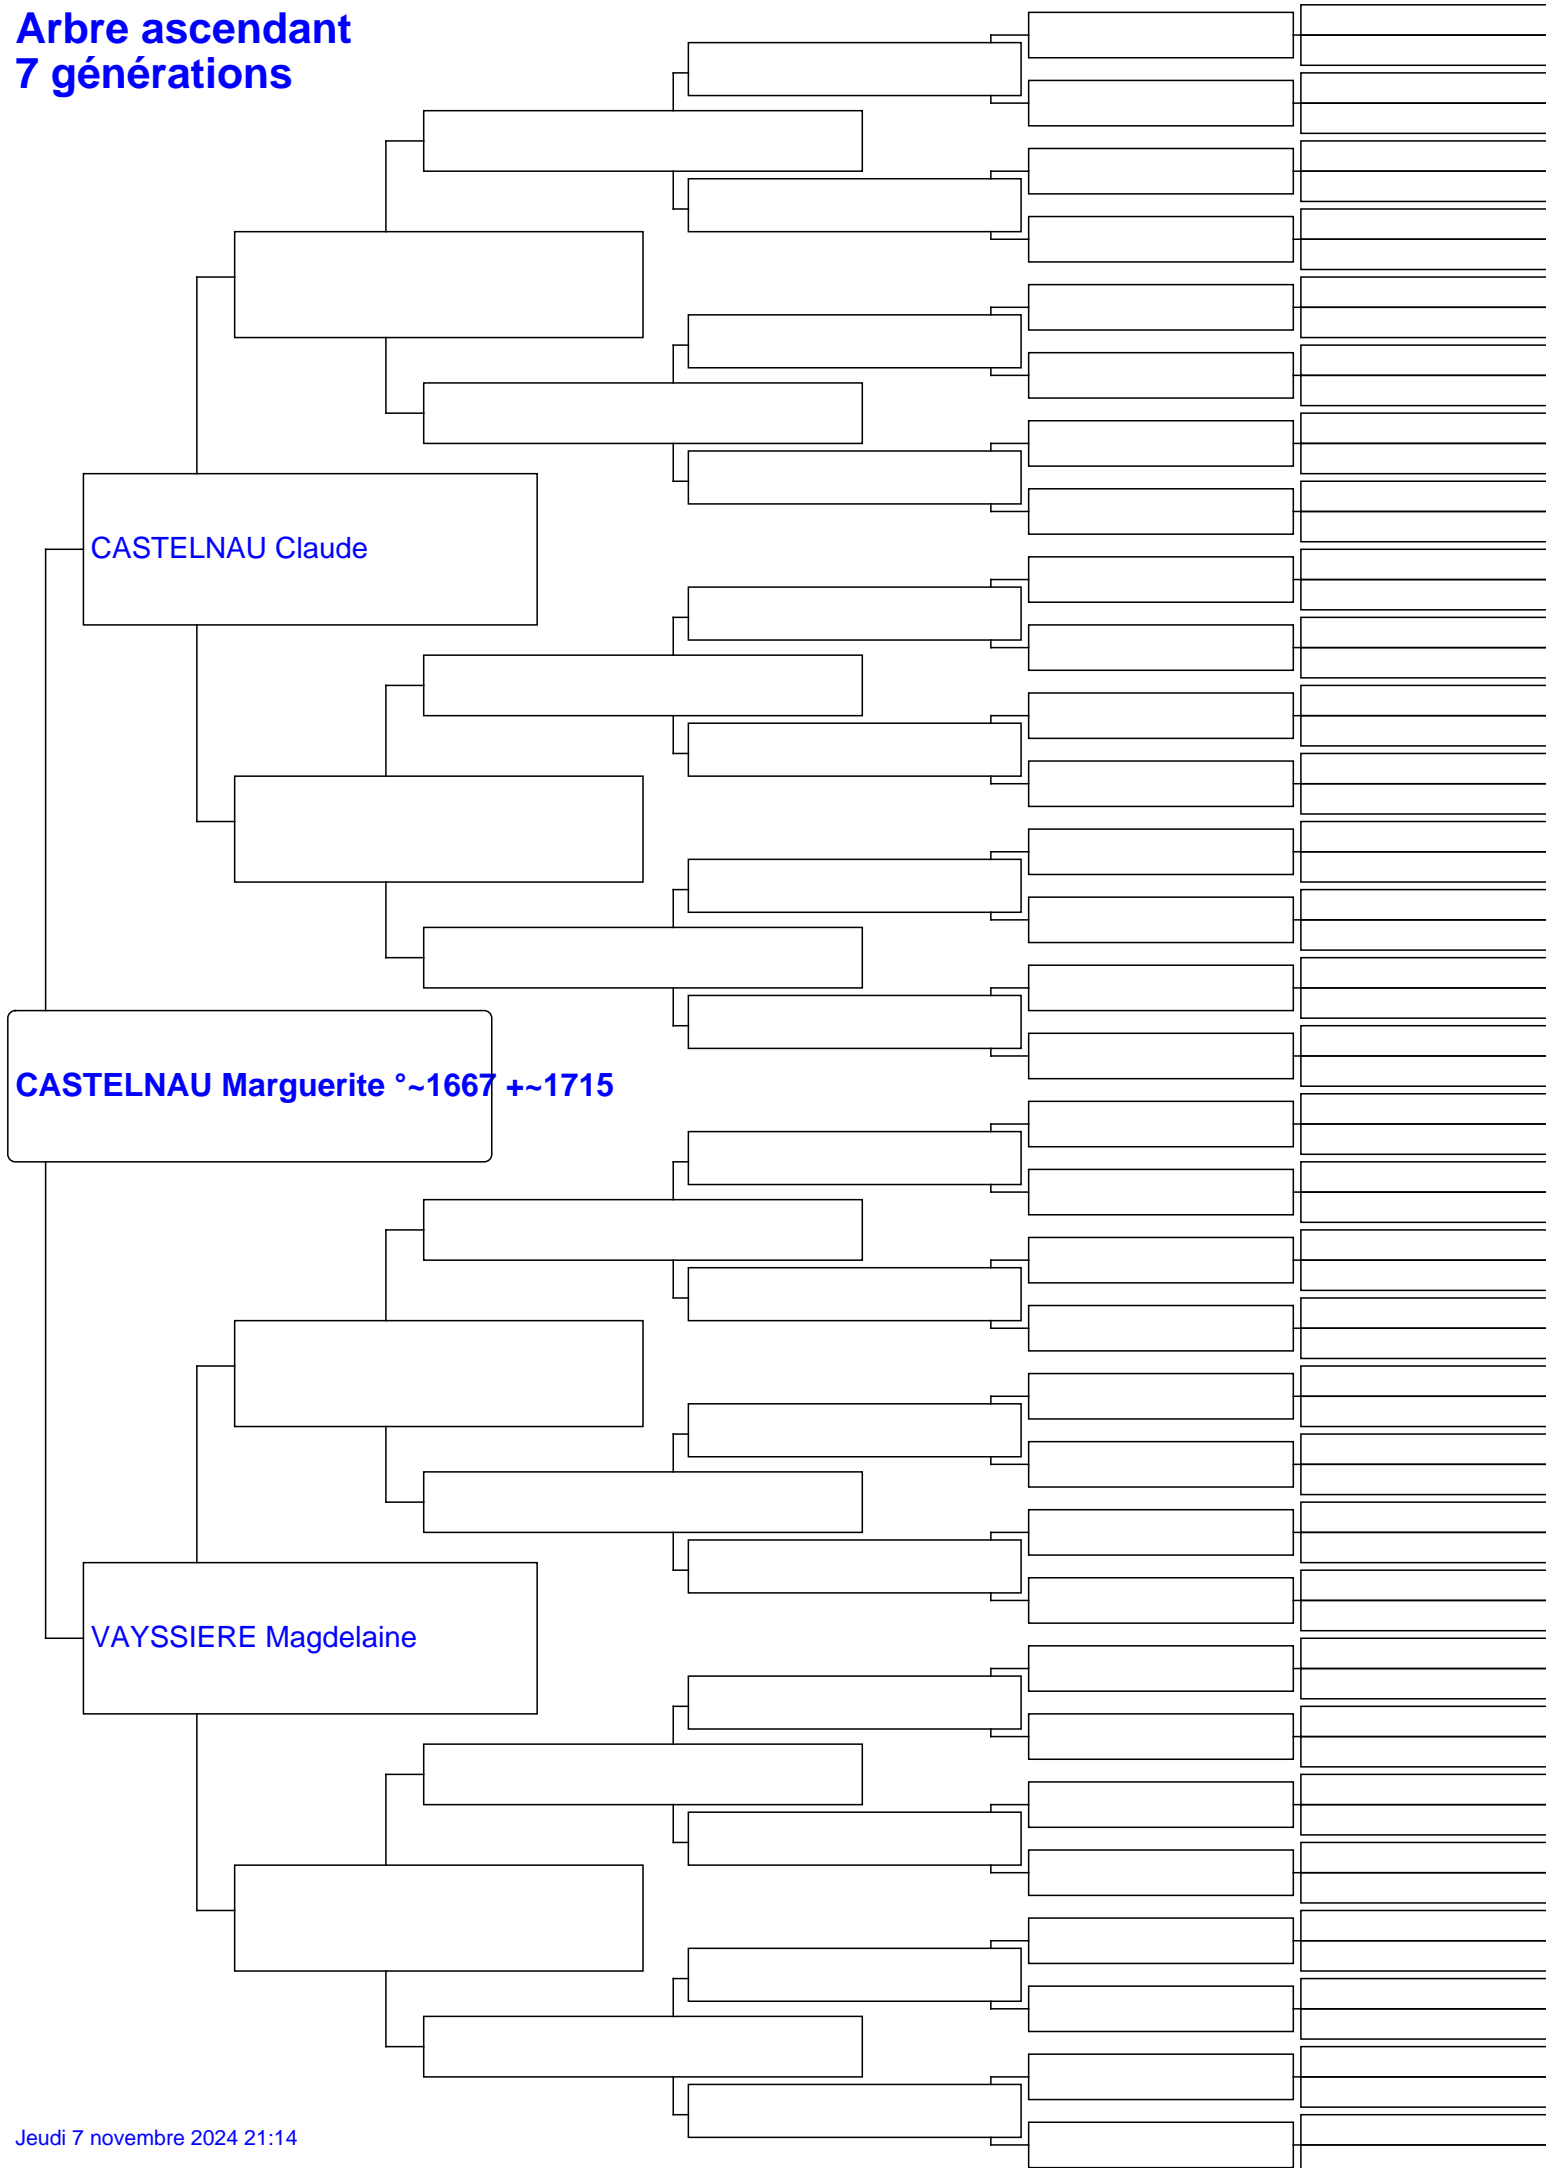 Arbre ascendant
7 générations
CASTELNAU Claude
CASTELNAU Marguerite °~1667 +~1715
VAYSSIERE Magdelaine
Jeudi 7 novembre 2024 21:14